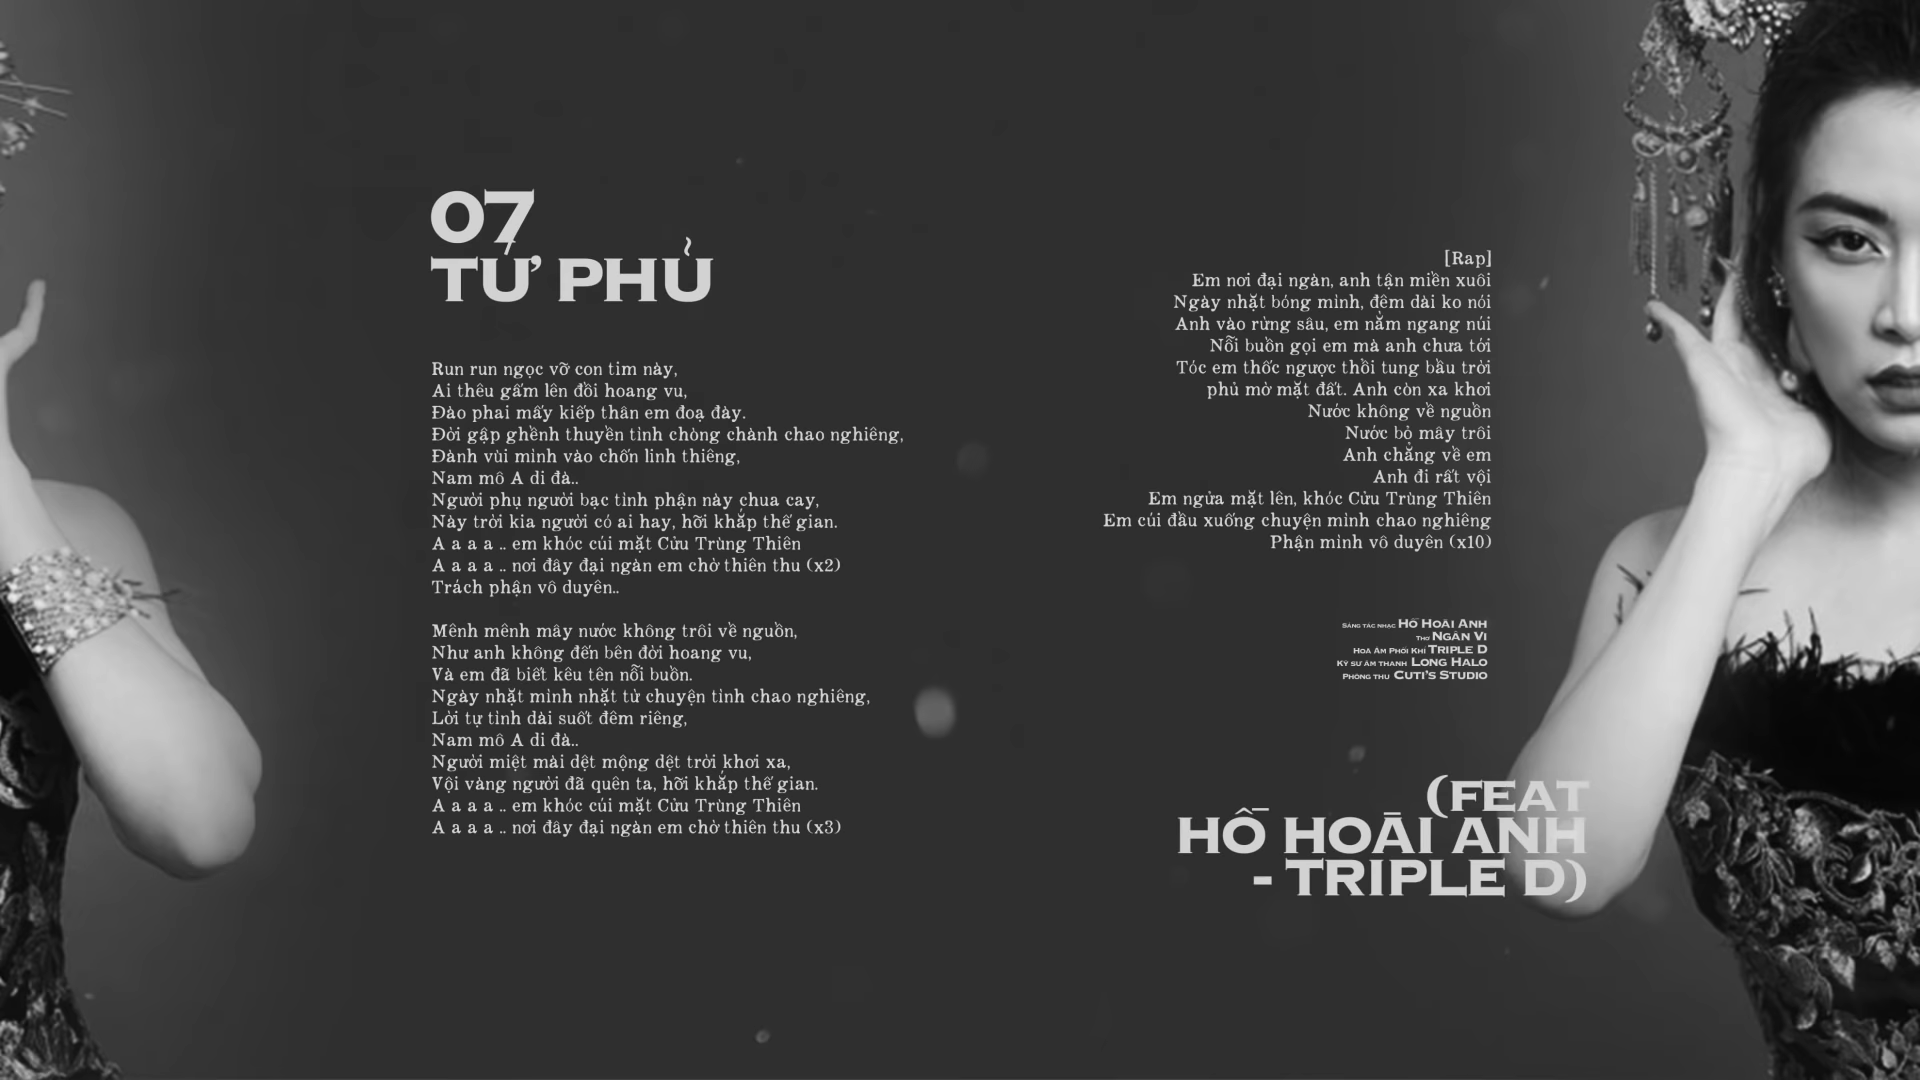 07
TỨ PHỦ
Run run ngọc vỡ con tim này,
Ai thêu gấm lên đồi hoang vu,
Đào phai mấy kiếp thân em đoạ đày.
Đời gập ghềnh thuyền tình chòng chành chao nghiêng,
Đành vùi mình vào chốn linh thiêng,
Nam mô A di đà..
Người phụ người bạc tình phận này chua cay,
Này trời kia người có ai hay, hỡi khắp thế gian.
A a a a .. em khóc cúi mặt Cửu Trùng Thiên
A a a a .. nơi đây đại ngàn em chờ thiên thu (x2)
Trách phận vô duyên..
Mênh mênh mây nước không trôi về nguồn,
Như anh không đến bên đời hoang vu,
Và em đã biết kêu tên nỗi buồn.
Ngày nhặt mình nhặt từ chuyện tình chao nghiêng,
Lời tự tình dài suốt đêm riêng,
Nam mô A di đà..
Người miệt mài dệt mộng dệt trời khơi xa,
Vội vàng người đã quên ta, hỡi khắp thế gian.
A a a a .. em khóc cúi mặt Cửu Trùng Thiên
A a a a .. nơi đây đại ngàn em chờ thiên thu (x3)
[Rap]
Em nơi đại ngàn, anh tận miền xuôi
Ngày nhặt bóng mình, đêm dài ko nói
Anh vào rừng sâu, em nằm ngang núi
Nỗi buồn gọi em mà anh chưa tới
Tóc em thốc ngược thổi tung bầu trời
phủ mờ mặt đất. Anh còn xa khơi
Nước không về nguồn
Nước bỏ mây trôi
Anh chẳng về em
Anh đi rất vội
Em ngửa mặt lên, khóc Cửu Trùng Thiên
Em cúi đầu xuống chuyện mình chao nghiêng
Phận mình vô duyên (x10)
Sáng tác nhạc Hồ Hoài Anh
Thơ Ngân Vi
Hoà âm Phối khí Triple D
Kỹ sư âm thanh Long Halo
Phòng thu Cuti's Studio
(FEAT
HỒ HOÀI ANH
- TRIPLE D)